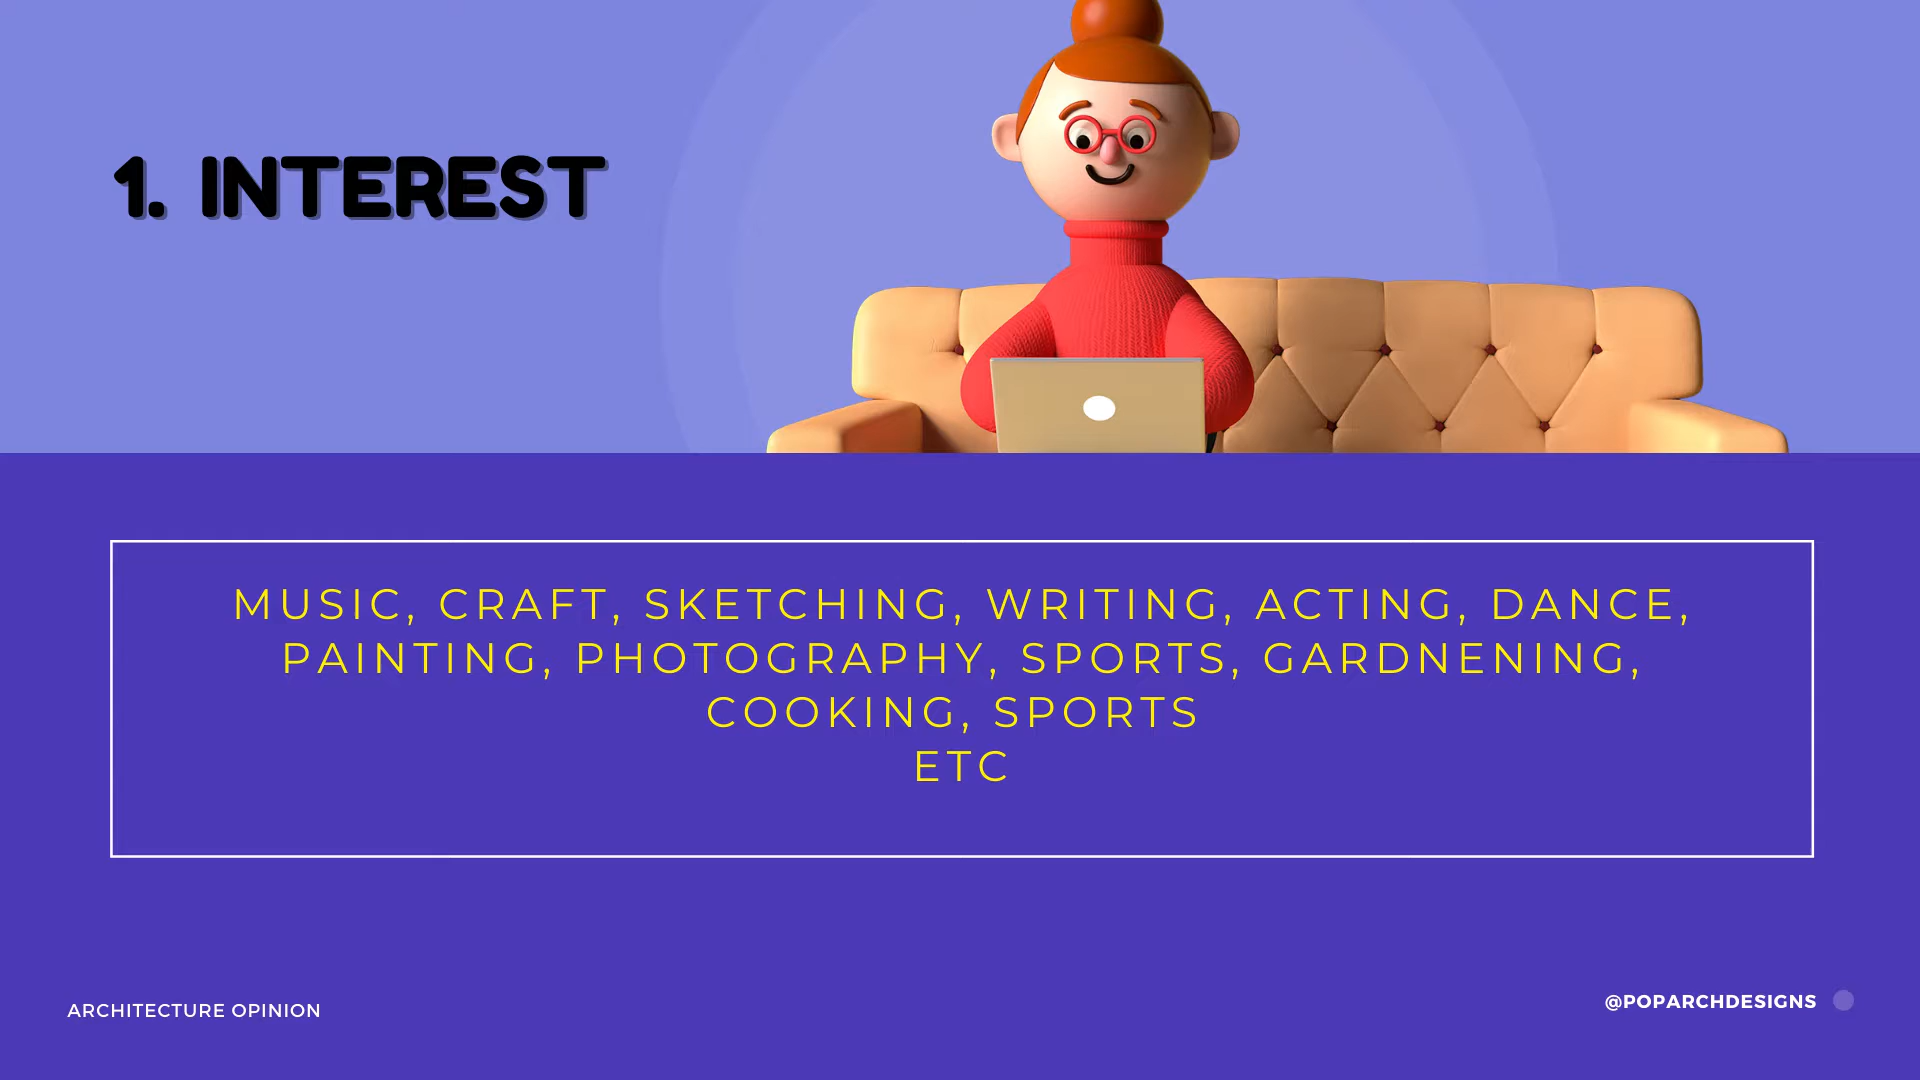 1. INTEREST
MUSIC, CRAFT, SKETCHING, WRITING, ACTING, DANCE,
PAINTING, PHOTOGRAPHY, SPORTS, GARDNENING,
COOKING, SPORTS
ETC
ARCHITECTURE OPINION
@POPARCHDESIGNS